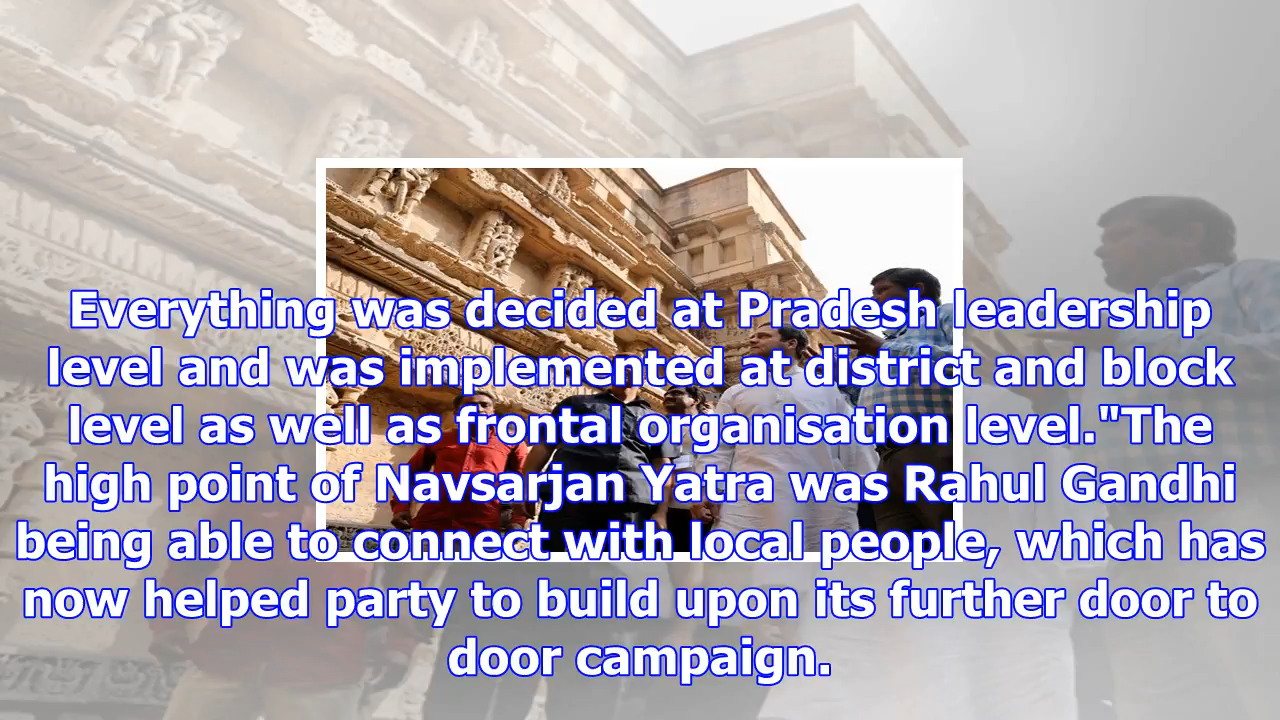 Everything was decided at Pradesh leadership
level and was implemented at district and block
level as well as frontal organisation level."The
high point of Navsarjan Yatra was Rahul Gandhi
being able to connect with local people, which has
now helped party to build upon its further door to
door campaign.